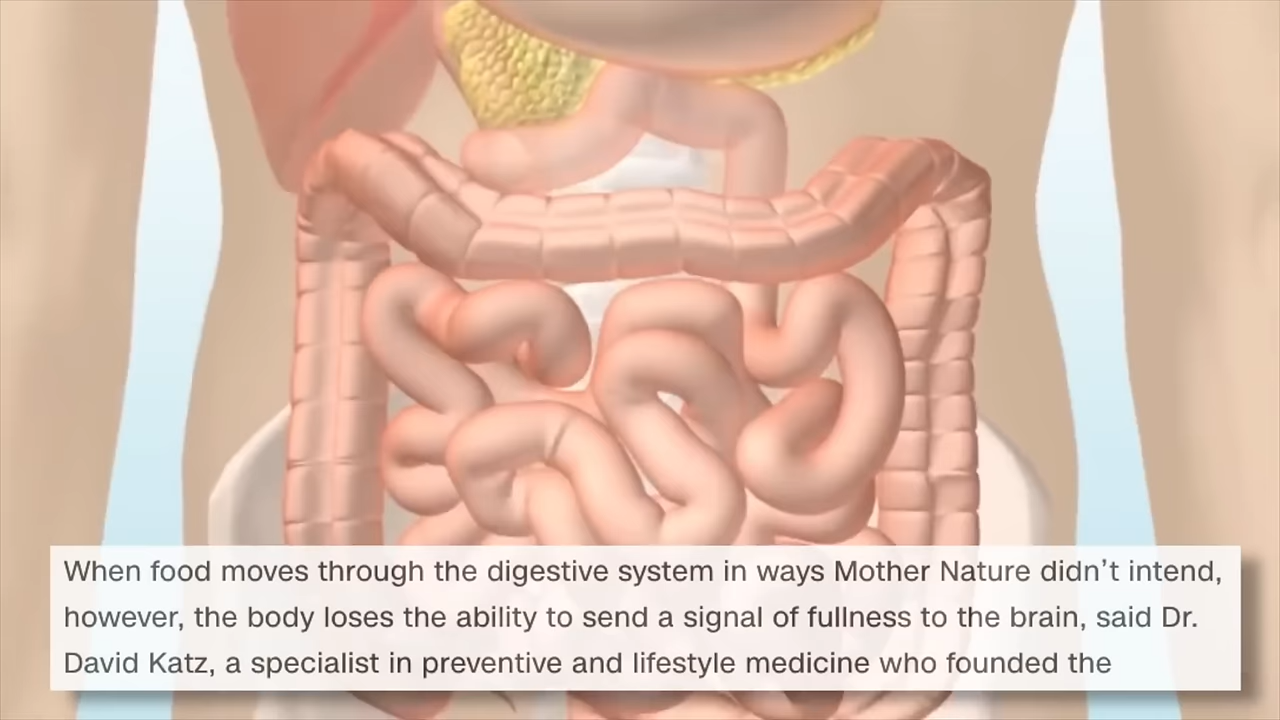 When food moves through the digestive system in ways Mother Nature didn’t intend,
however, the body loses the ability to send a signal of fullness to the brain, said Dr.
David Katz, a specialist in preventive and lifestyle medicine who founded the